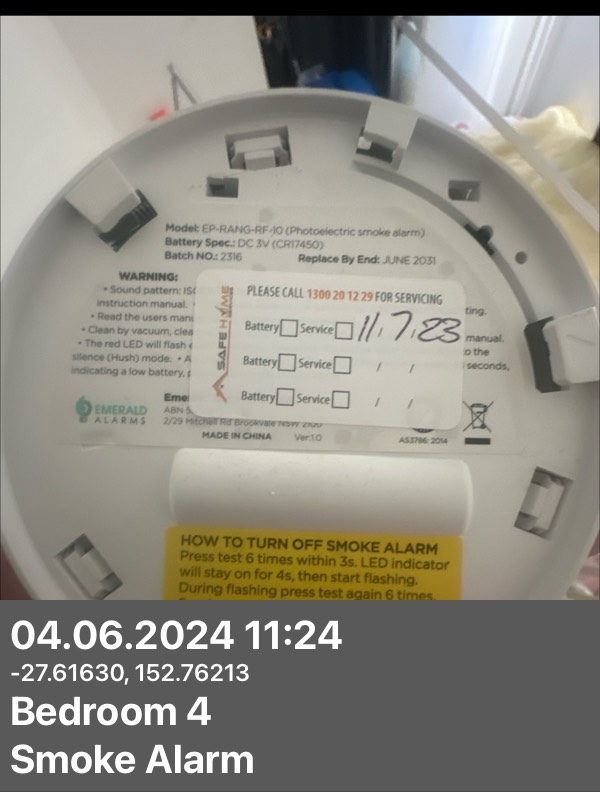 Model: EP-RANG-RF-10 (Photoelectric smoke alarm)
Battery Spec.: DC 3V (CR17450)
Batch NO.: 2316 Replace By End: JUNE 2031
WARNING:
• Sound pattern:
instruction manual.
• Read the users
• Clean by vacuum,
• The red LED will flash
silence (Hush) mode. •
indicating a low battery,
manual.
seconds,
SAFE HOME
PLEASE CALL 1300 20 12 29 FOR SERVICING
Battery Service 11/7/23
Battery Service / /
Battery Service / /
EMERALD
ALARMS
ABN
2/29 Mitchell Rd Brookvale NSW 2100
MADE IN CHINA Ver:1.0 AS3786: 2014
HOW TO TURN OFF SMOKE ALARM
Press test 6 times within 3s. LED indicator
will stay on for 4s, then start flashing.
During flashing press test again 6 times.
04.06.2024 11:24
-27.61630, 152.76213
Bedroom 4
Smoke Alarm